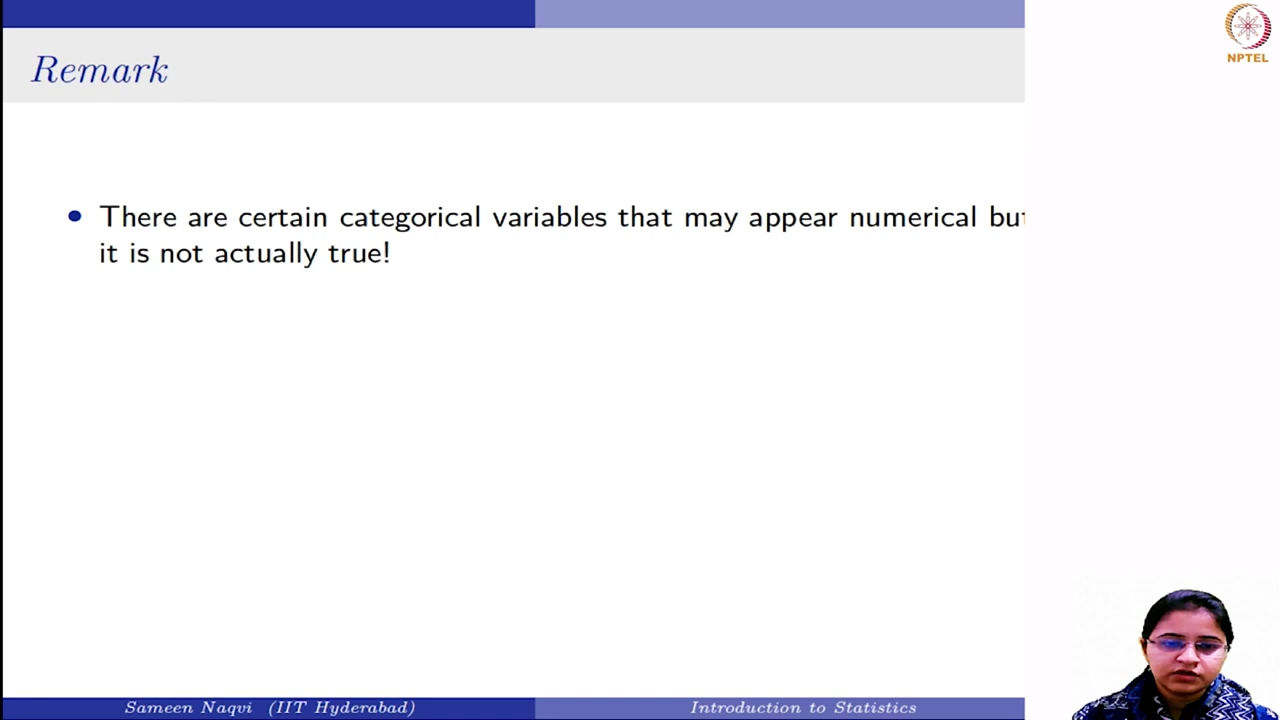 NPTEL
Remark
There are certain categorical variables that may appear numerical but
it is not actually true!
Sameen Naqvi (IIT Hyderabad)
Introduction to Statistics